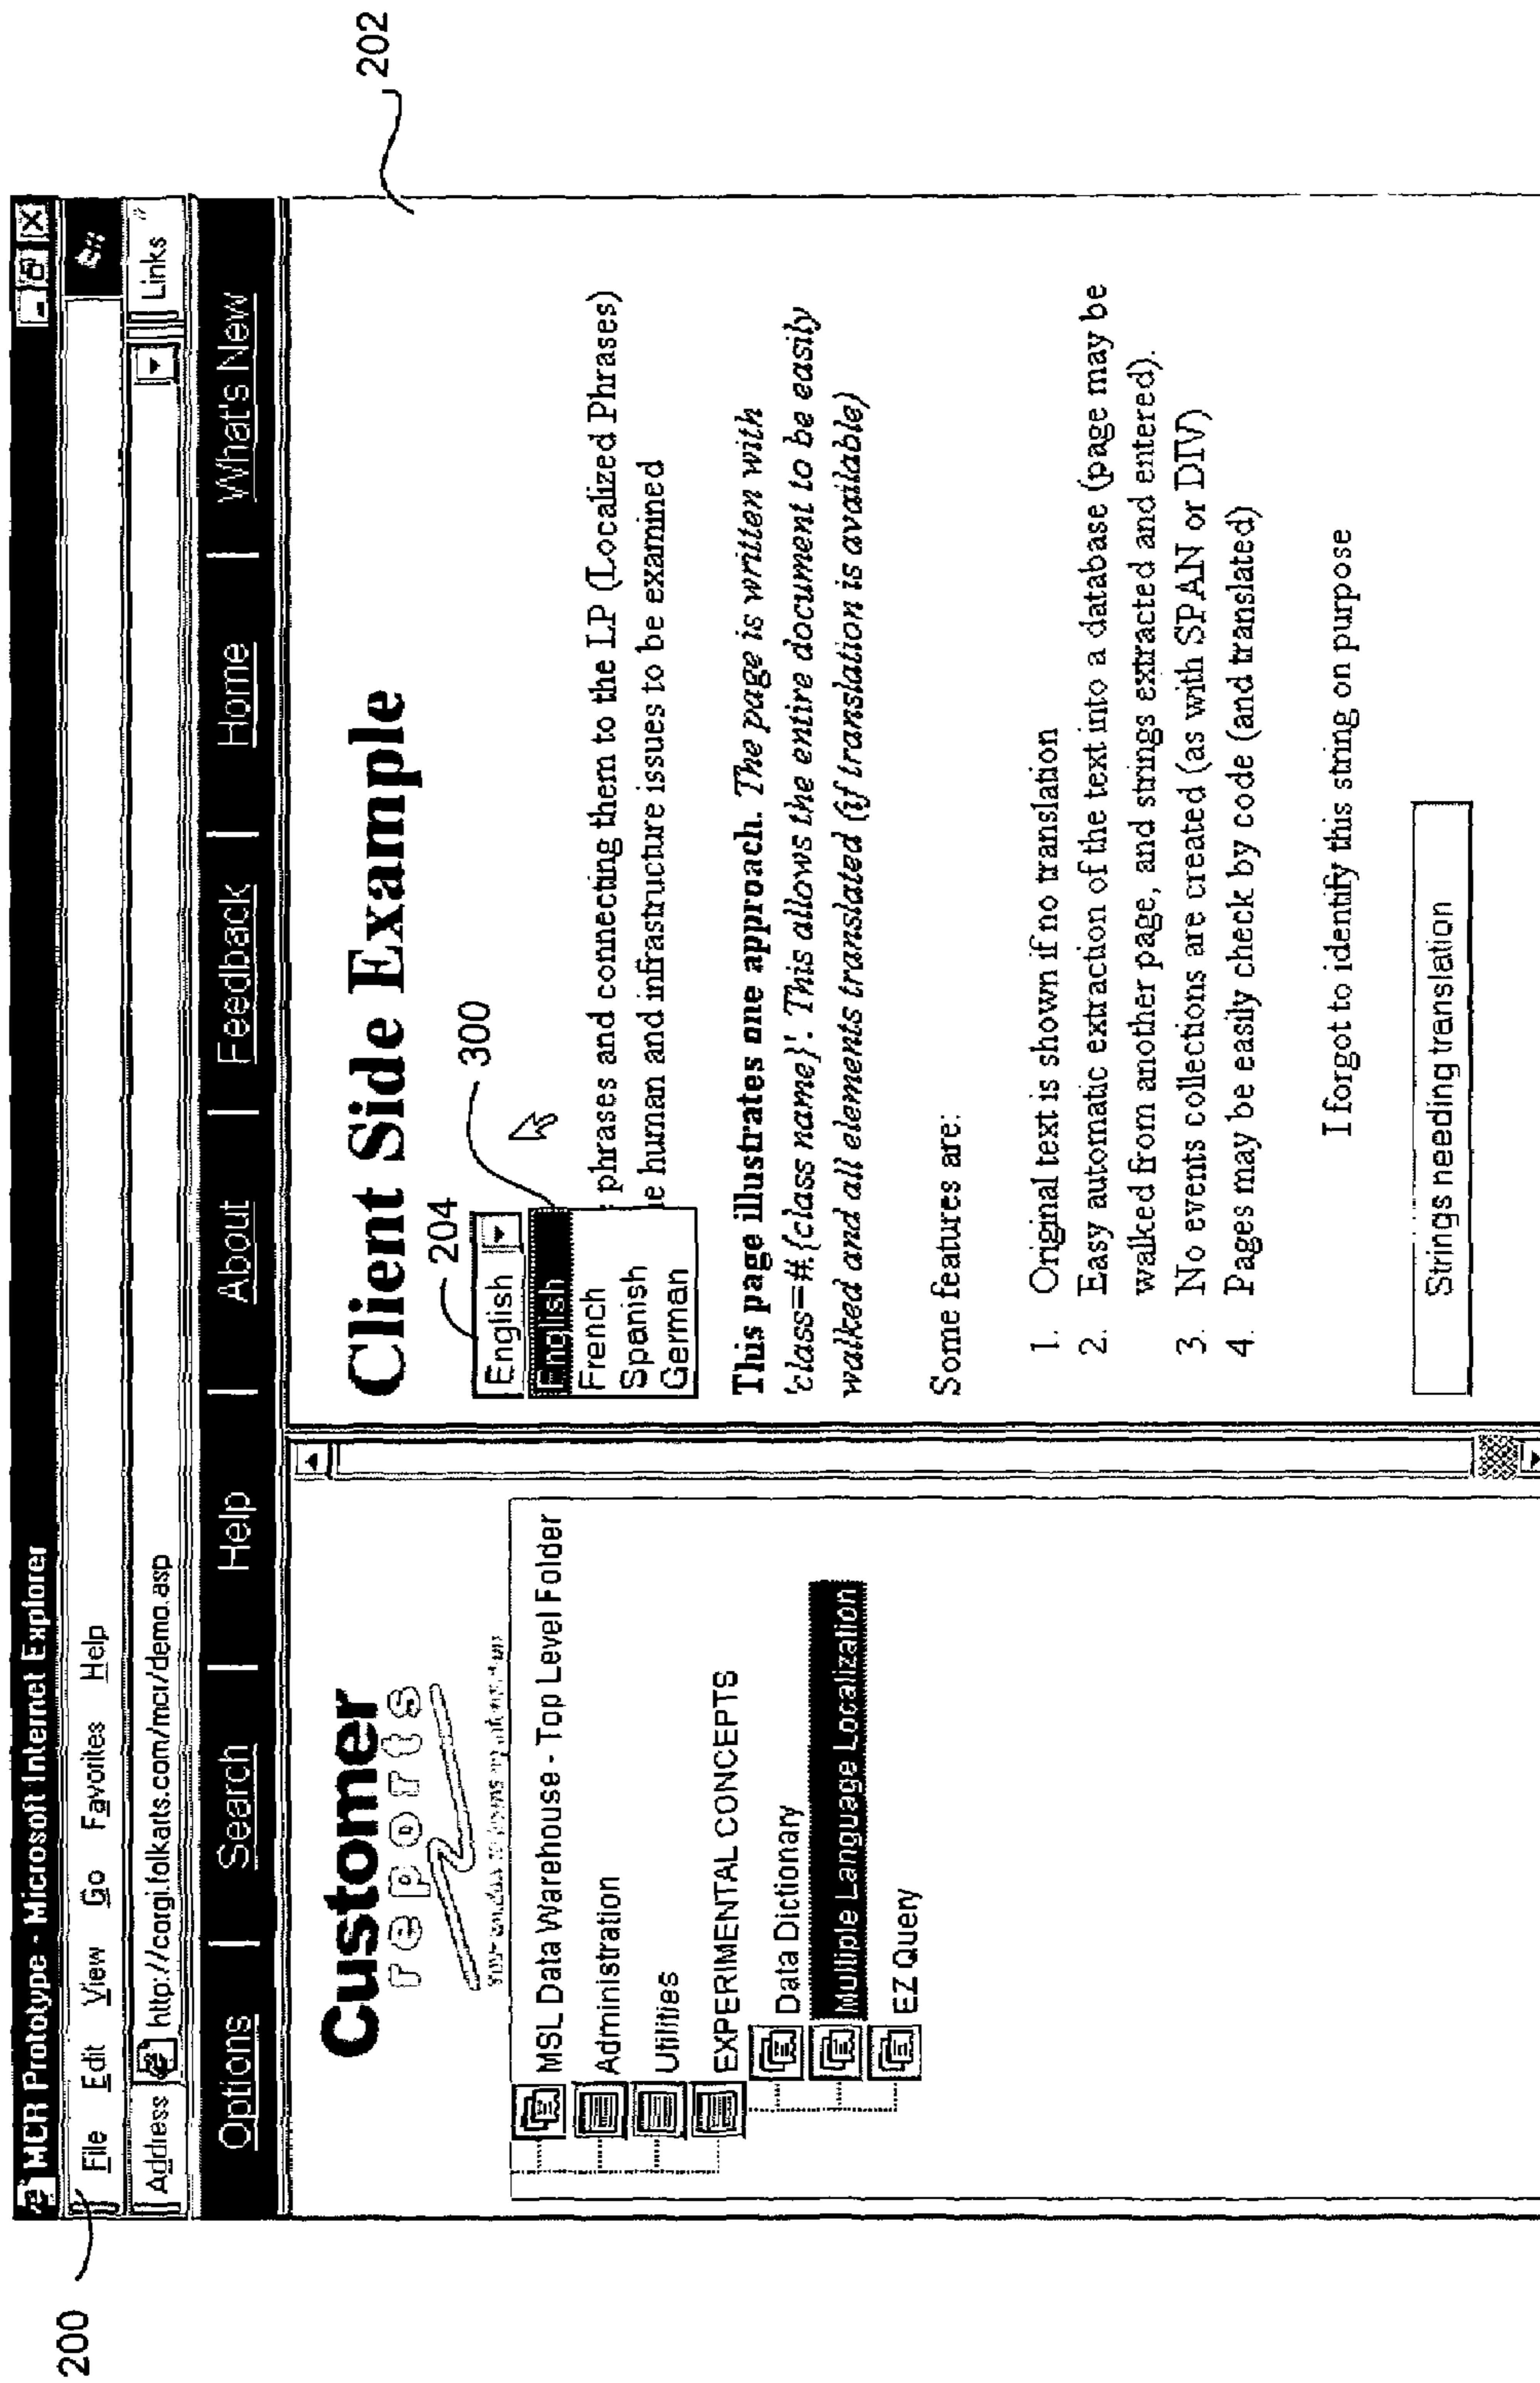 200
MCR Prototype - Microsoft Internet Explorer
File Edit View Go Favorites Help
Address http://corgi.folkarts.com/mcr/demo.asp Links
Options | Search | Help | About | Feedback | Home | What's New
Customer
reports
MSL Data Warehouse - Top Level Folder
Administration
Utilities
EXPERIMENTAL CONCEPTS
Data Dictionary
Multiple Language Localization
EZ Query
202
Client Side Example
204
300
English
English
French
Spanish
German
phrases and connecting them to the LP (Localized Phrases)
e human and infrastructure issues to be examined
This page illustrates one approach. The page is written with
'class=#.{class name}'. This allows the entire document to be easily
walked and all elements translated (if translation is available)
Some features are:
1. Original text is shown if no translation
2. Easy automatic extraction of the text into a database (page may be
walked from another page, and strings extracted and entered).
3. No events collections are created (as with SPAN or DIV)
4. Pages may be easily check by code (and translated)
I forgot to identify this string on purpose
Strings needing translation